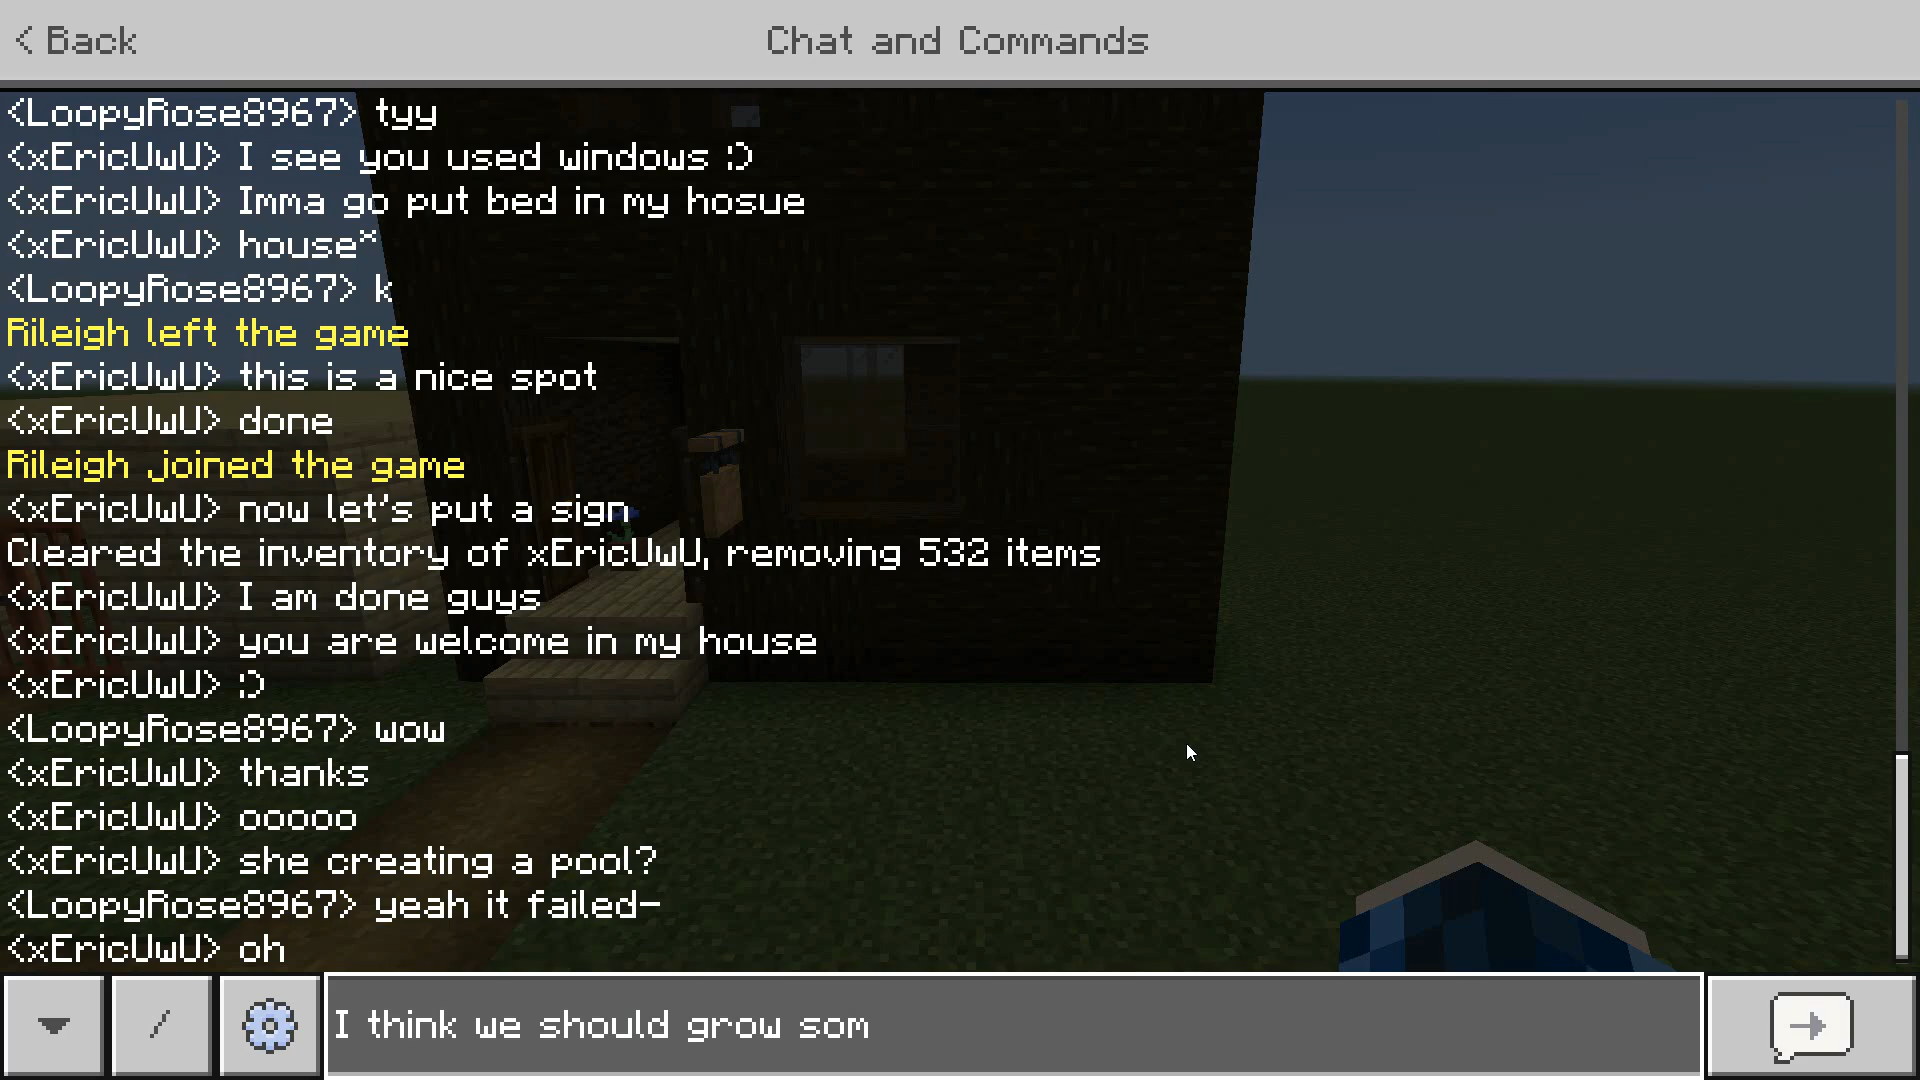 < Back
Chat and Commands
<LoopyRose8967> tyy
<xEricUwU> I see you used windows :)
<xEricUwU> Imma go put bed in my hosue
<xEricUwU> house*
<LoopyRose8967> k
Rileigh left the game
<xEricUwU> this is a nice spot
<xEricUwU> done
Rileigh joined the game
<xEricUwU> now let's put a sign
Cleared the inventory of xEricUwU, removing 532 items
<xEricUwU> I am done guys
<xEricUwU> you are welcome in my house
<xEricUwU> :)
<LoopyRose8967> wow
<xEricUwU> thanks
<xEricUwU> ooooo
<xEricUwU> she creating a pool?
<LoopyRose8967> yeah it failed-
<xEricUwU> oh
/
I think we should grow som